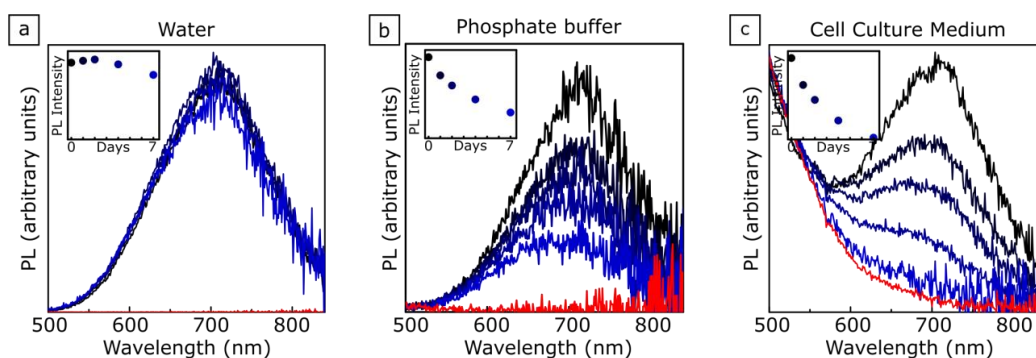 a
Water
PL Intensity
0
Days
7
PL (arbitrary units)
500
600
700
800
Wavelength (nm)
b
Phosphate buffer
PL Intensity
0
Days
7
PL (arbitrary units)
500
600
700
800
Wavelength (nm)
c
Cell Culture Medium
PL Intensity
0
Days
7
PL (arbitrary units)
500
600
700
800
Wavelength (nm)